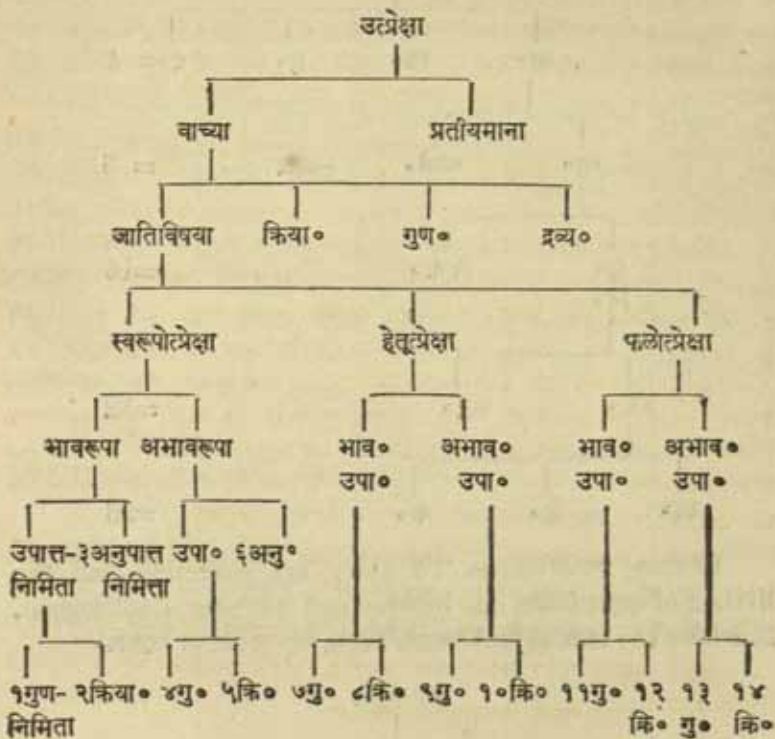 उत्प्रेक्षा
वाच्या प्रतीयमाना
जातिविषया क्रिया० गुण० द्रव्य०
स्वरूपोत्प्रेक्षा हेतूत्प्रेक्षा फलोत्प्रेक्षा
भावरूपा अभावरूपा भाव० अभाव० भाव० अभाव०
उपा० उपा० उपा० उपा०
उपात्त-३अनुपात्त उपा० ६अनु०
निमिता निमित्ता
१गुण- २क्रिया० ४गु० ५क्रि० ७गु० ८क्रि० ९गु० १०क्रि० ११गु० १२ १३ १४
निमिता क्रि० गु० क्रि०